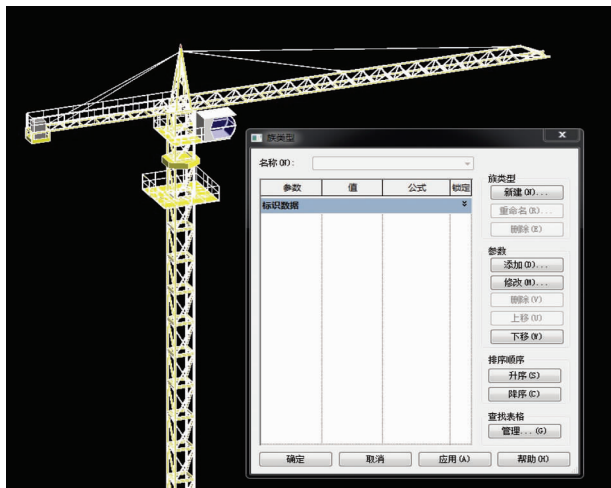 族类型
名称(N):
参数 值 公式 锁定
标识数据
族类型
新建(N)...
重命名(R)...
删除(E)
参数
添加(D)...
修改(M)...
删除(V)
上移(U)
下移(W)
排序顺序
升序(S)
降序(C)
查找表格
管理...(G)
确定 取消 应用(A) 帮助(H)